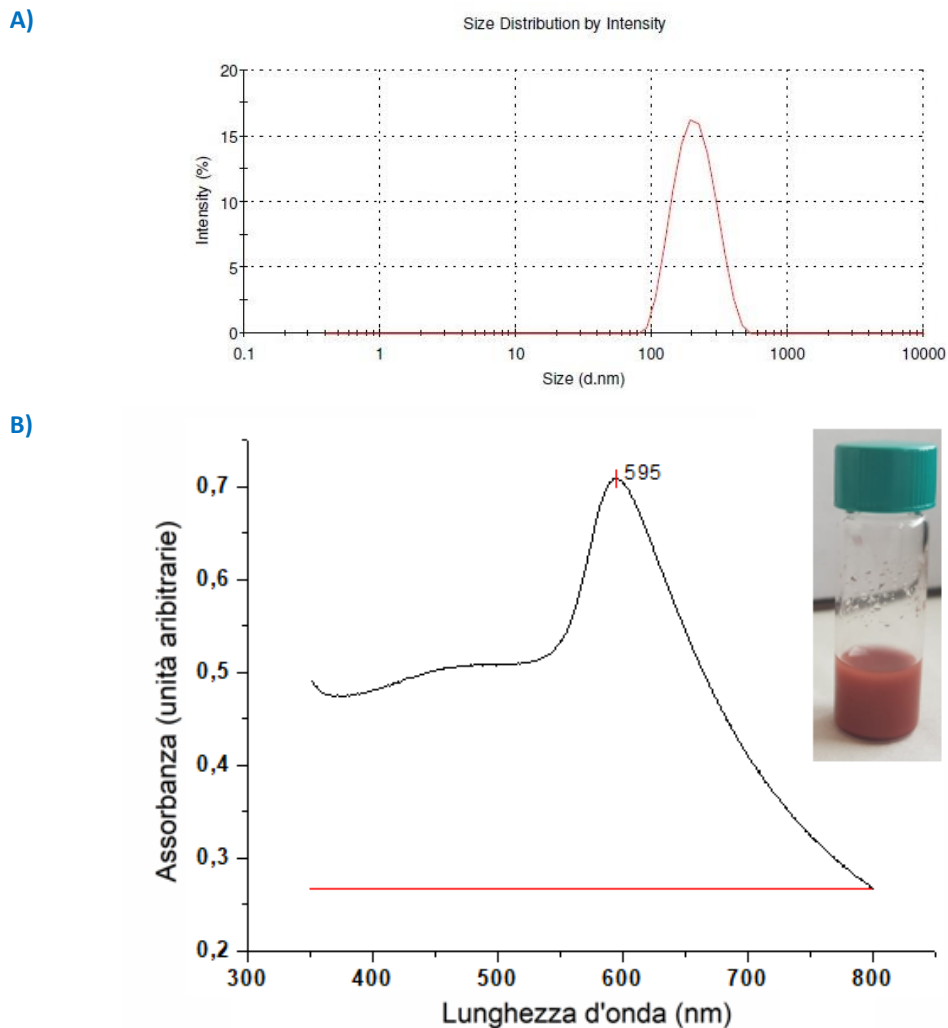 A)
Size Distribution by Intensity
20
15
10
5
0
Intensity (%)
0.1 1 10 100 1000 10000
Size (d.nm)
B)
595
0,7
0,6
0,5
0,4
0,3
0,2
Assorbanza (unità aribitrarie)
300 400 500 600 700 800
Lunghezza d'onda (nm)